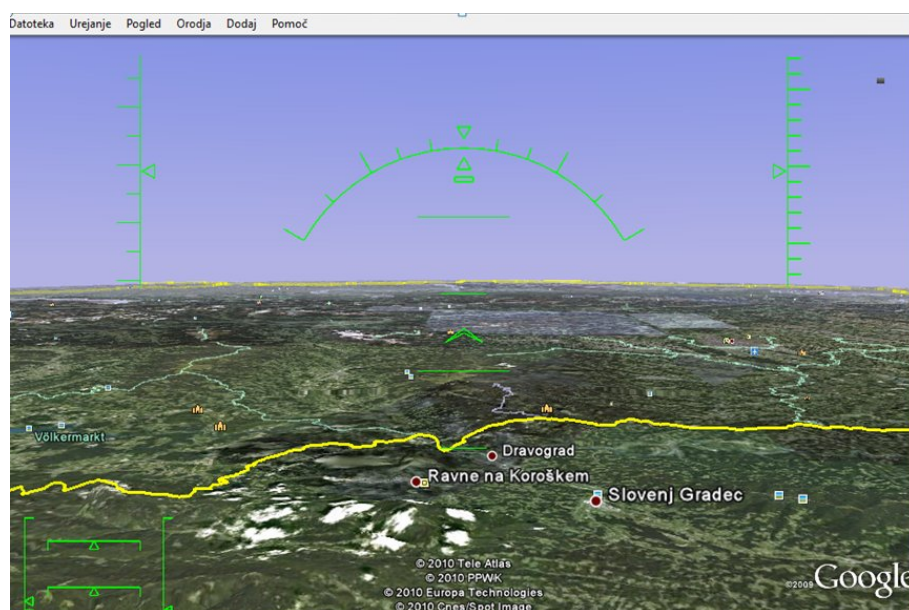 Datoteka Urejanje Pogled Orodja Dodaj Pomoč
Dravograd
Völkermarkt
Ravne na Koroškem
Slovenj Gradec
© 2010 Tele Atlas
© 2010 PPWK
© 2010 Europa Technologies
© 2010 Cnes/Spot Image
©2009 Google